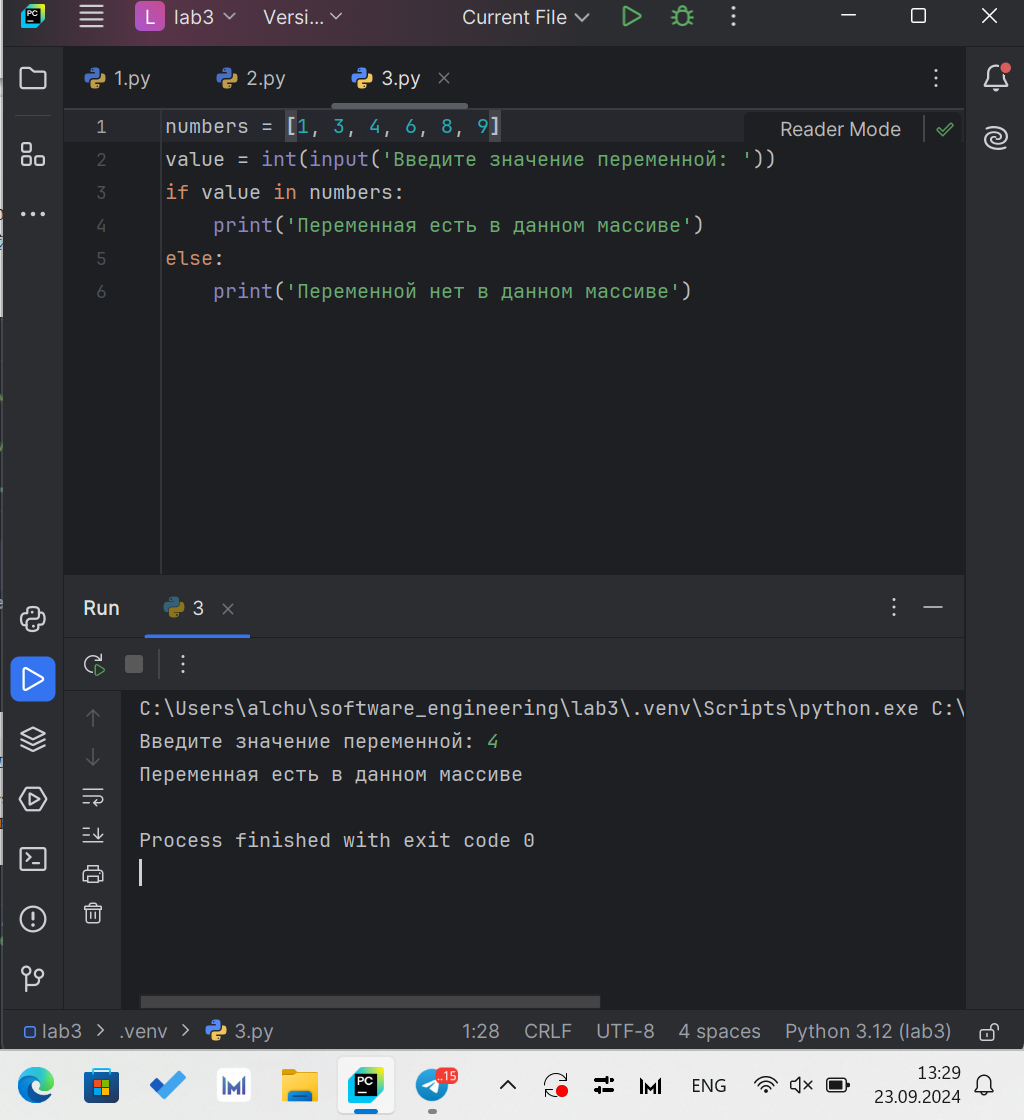 L lab3 Versi... Current File
1.py 2.py 3.py
Reader Mode
1 numbers = [1, 3, 4, 6, 8, 9]
2 value = int(input('Введите значение переменной: '))
3 if value in numbers:
4 print('Переменная есть в данном массиве')
5 else:
6 print('Переменной нет в данном массиве')
Run 3
C:\Users\alchu\software_engineering\lab3\.venv\Scripts\python.exe C:\
Введите значение переменной: 4
Переменная есть в данном массиве
Process finished with exit code 0
lab3 > .venv > 3.py 1:28 CRLF UTF-8 4 spaces Python 3.12 (lab3)
PC ..15 ENG 13:29
23.09.2024